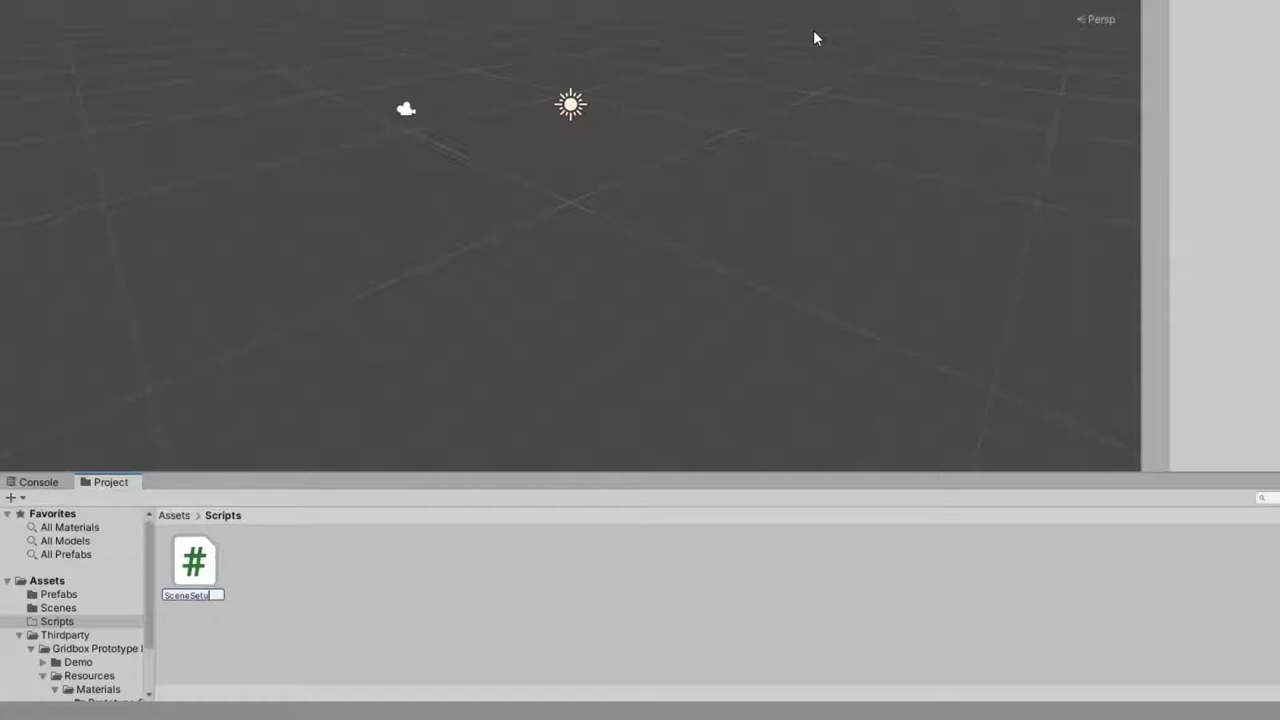 Persp
Console
Project
Favorites
All Materials
All Models
All Prefabs
Assets
Prefabs
Scenes
Scripts
Thirdparty
Gridbox Prototype
Demo
Resources
Materials
Assets > Scripts
#
SceneSetu